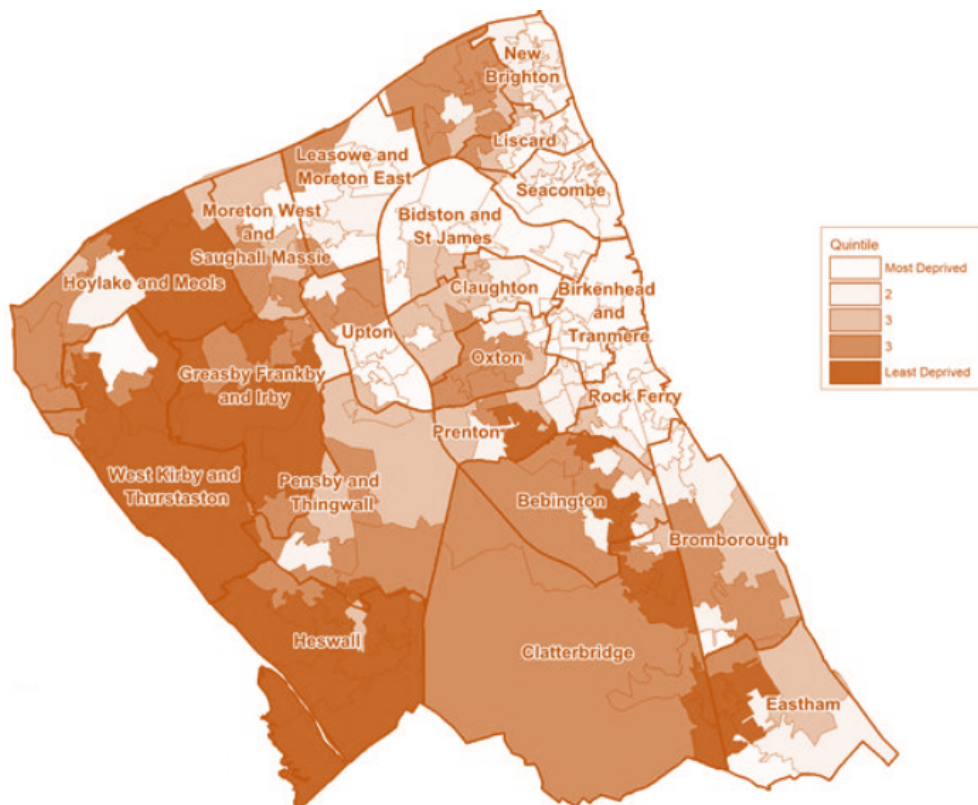 New
Brighton
Liscard
Leasowe and
Moreton East
Seacombe
Moreton West
and
Saughall Massie
Bidston and
St James
Hoylake and Meols
Claughton
Birkenhead
and
Tranmere
Upton
Oxton
Greasby Frankby
and Irby
Rock Ferry
Prenton
West Kirby and
Thurstaston
Pensby and
Thingwall
Bebington
Bromborough
Heswall
Clatterbridge
Eastham
Quintile
Most Deprived
2
3
3
Least Deprived